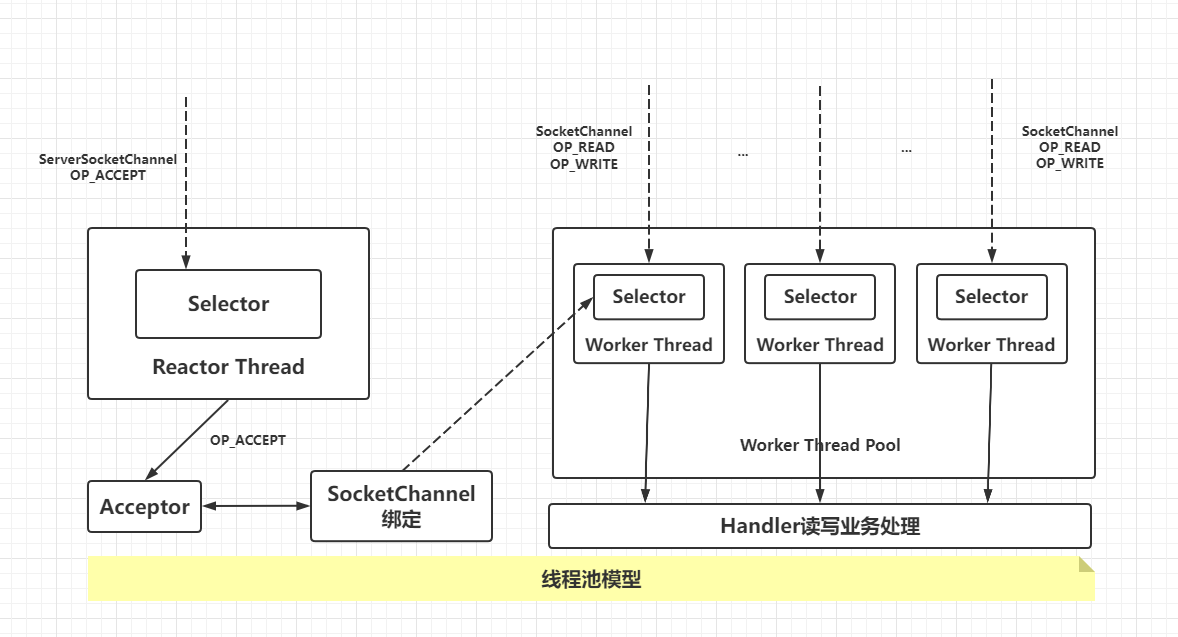 ServerSocketChannel
OP_ACCEPT
Selector
Reactor Thread
OP_ACCEPT
Acceptor
SocketChannel
绑定
SocketChannel
OP_READ
OP_WRITE
...
...
SocketChannel
OP_READ
OP_WRITE
Selector
Worker Thread
Selector
Worker Thread
Selector
Worker Thread
Worker Thread Pool
Handler读写业务处理
线程池模型